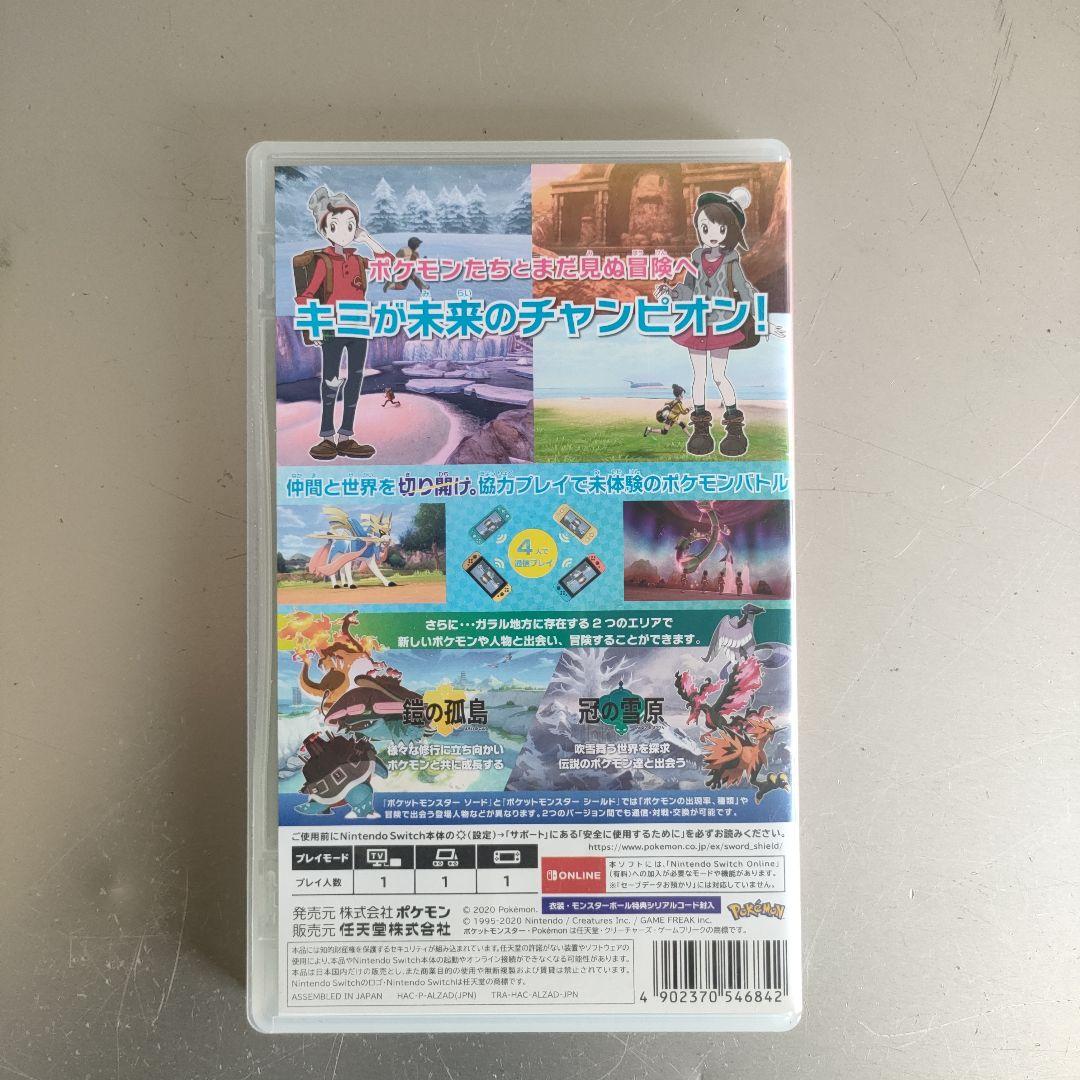 ポケモンたちとまだ見ぬ冒険へ
キミが未来のチャンピオン!
仲間と世界を切り開け。協力プレイで未体験のポケモンバトル
4人で
通信プレイ
さらに・・・ガラル地方に存在する2つのエリアで
新しいポケモンや人物と出会い、冒険することができます。
鎧の孤島
様々な修行に立ち向かい
ポケモンと共に成長する
冠の雪原
吹雪舞う世界を探求
伝説のポケモン達と出会う
「ポケットモンスター ソード」と「ポケットモンスター シールド」では「ポケモンの出現率、種類」や
冒険で出会う登場人物などが異なります。2つのバージョン間でも通信・対戦・交換が可能です。
ご使用前にNintendo Switch本体の(設定)→「サポート」にある「安全に使用するために」を必ずお読みください。
https://www.pokemon.co.jp/ex/sword_shield/
プレイモード TV
プレイ人数 1 1 1
ONLINE
本ソフトには、「Nintendo Switch Online」
(有料)への加入が必要なモードや機能があります。
※「セーブデータお預かり」には対応していません。
発売元 株式会社ポケモン
販売元 任天堂株式会社
© 2020 Pokémon.
衣装・モンスターボール特典シリアルコード封入
© 1995-2020 Nintendo / Creatures Inc. / GAME FREAK inc.
ポケットモンスター・Pokémon は任天堂・クリーチャーズ・ゲームフリークの商標です。
Pokémon
本品には知的財産権を保護するセキュリティが組み込まれています。任天堂の許諾がない装置やソフトウェアの
使用により、本品やNintendo Switch本体の起動やオンライン接続ができなくなる可能性があります。
本品は日本国内だけの販売とし、また商業目的の使用や無断複製および賃貸は禁止されています。
Nintendo Switchのロゴ・Nintendo Switchは任天堂の商標です。
ASSEMBLED IN JAPAN HAC-P-ALZAD(JPN) TRA-HAC-ALZAD-JPN
4 902370 546842